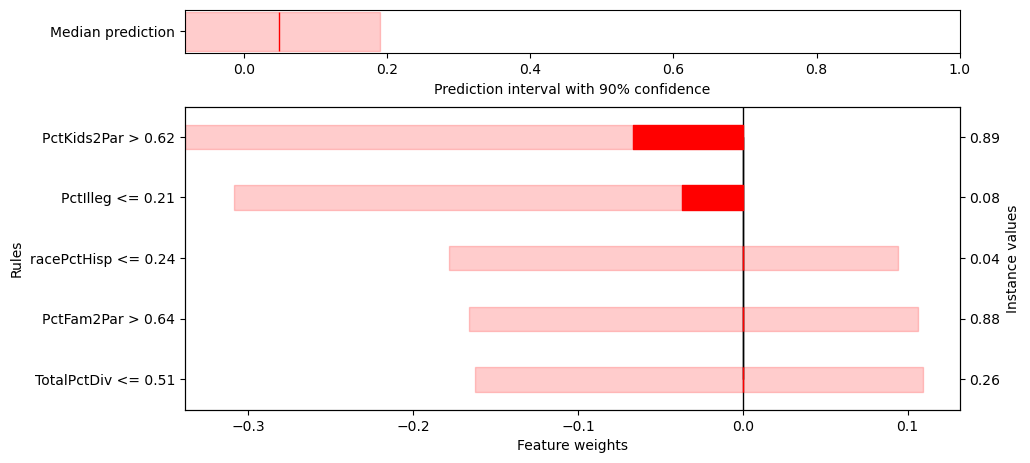 Median prediction
0.0 0.2 0.4 0.6 0.8 1.0
Prediction interval with 90% confidence
PctKids2Par > 0.62 0.89
PctIlleg <= 0.21 0.08
racePctHisp <= 0.24 0.04
PctFam2Par > 0.64 0.88
TotalPctDiv <= 0.51 0.26
Rules
Instance values
−0.3 −0.2 −0.1 0.0 0.1
Feature weights